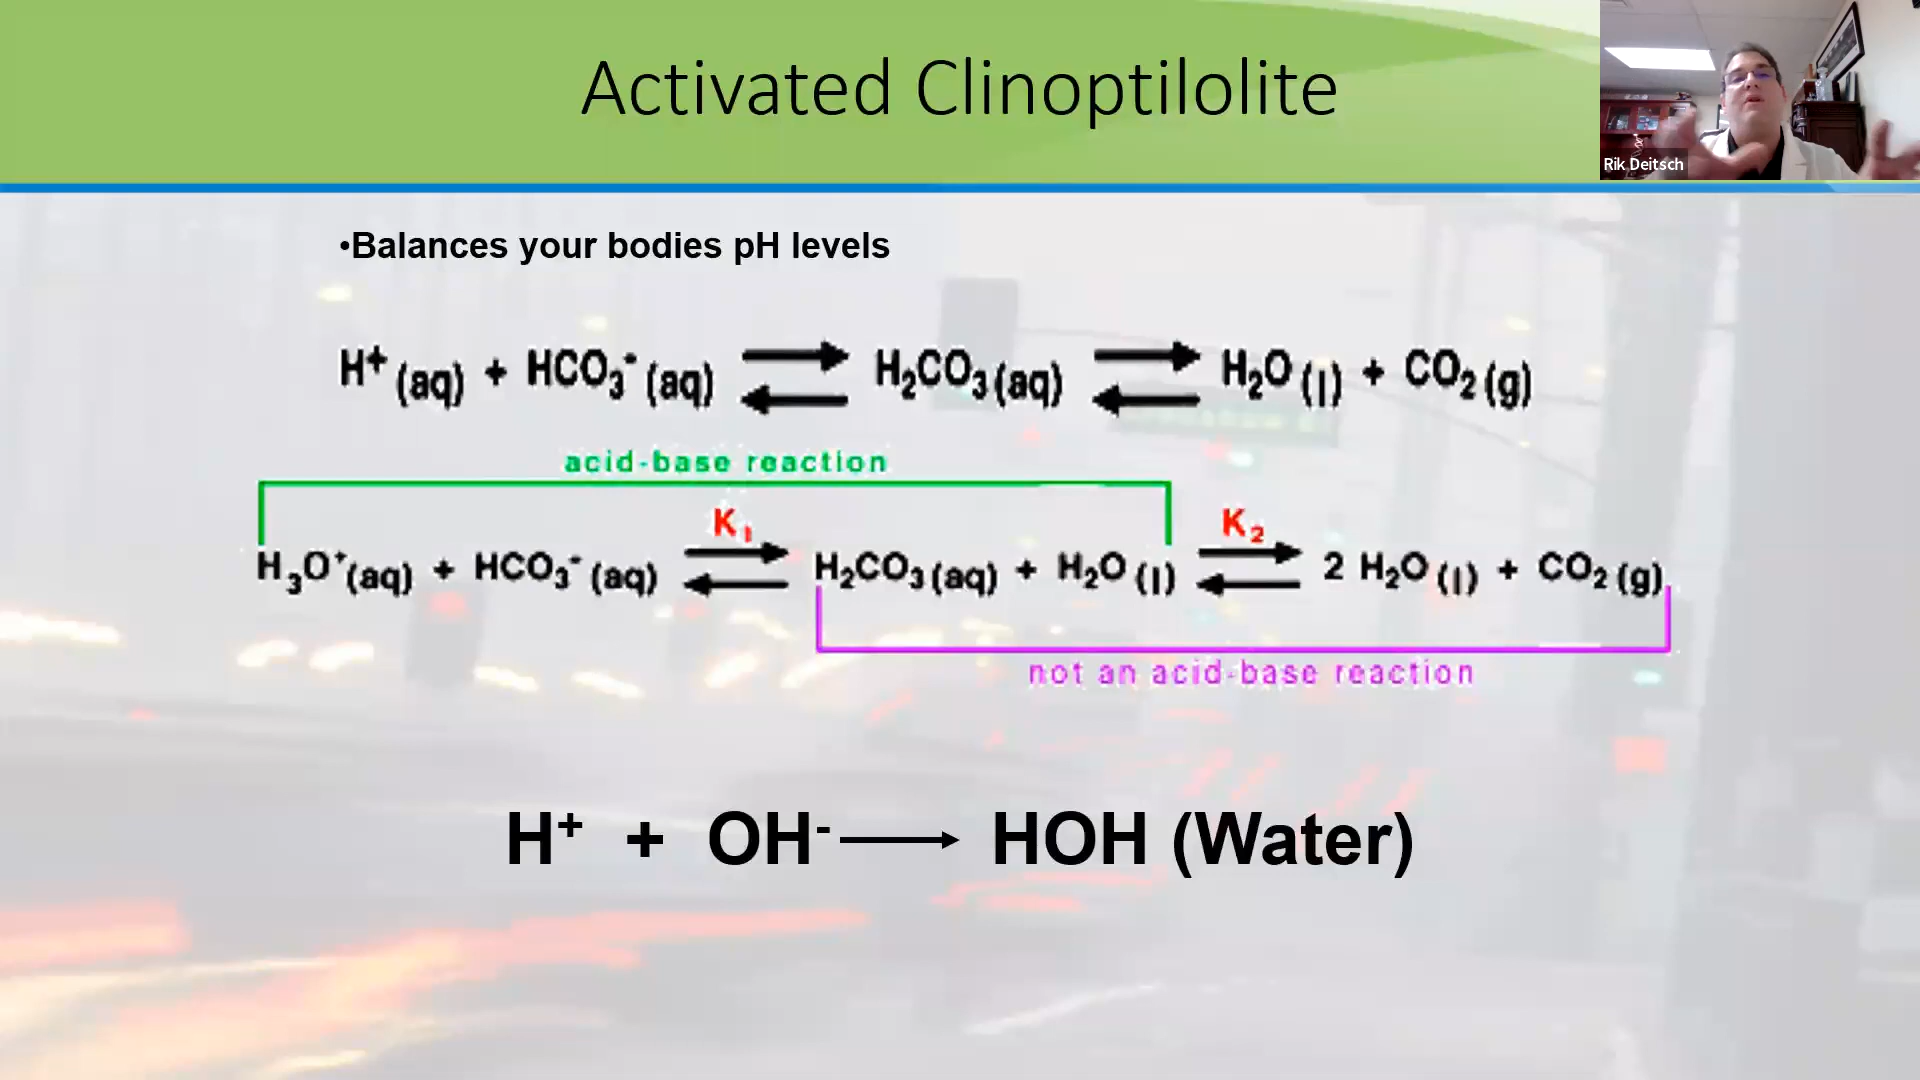 Activated Clinoptilolite
Rik Deitsch
•Balances your bodies pH levels
H⁺ (aq) + HCO₃⁻ (aq) ⇌ H₂CO₃ (aq) ⇌ H₂O (l) + CO₂ (g)
acid-base reaction
K₁ K₂
H₃O⁺ (aq) + HCO₃⁻ (aq) ⇌ H₂CO₃ (aq) + H₂O (l) ⇌ 2 H₂O (l) + CO₂ (g)
not an acid-base reaction
H⁺ + OH⁻ → HOH (Water)